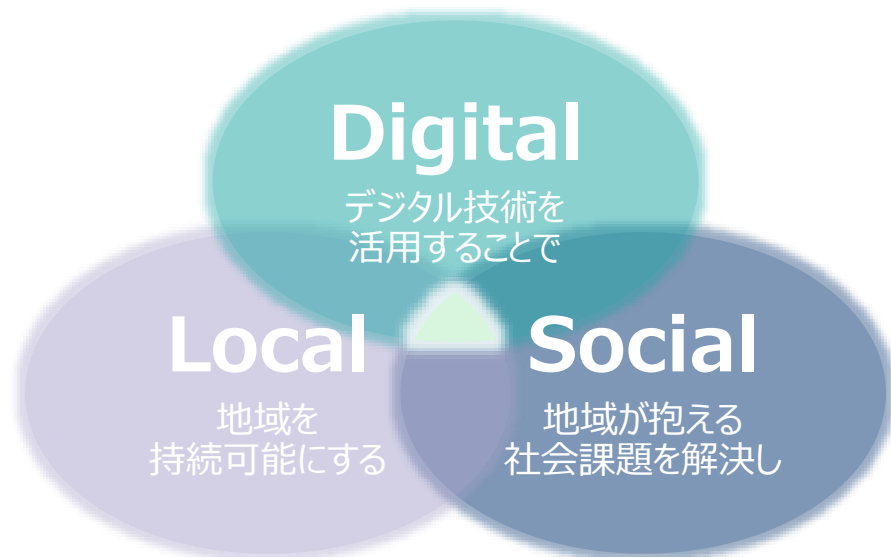 Digital
デジタル技術を
活用することで
Local
地域を
持続可能にする
Social
地域が抱える
社会課題を解決し